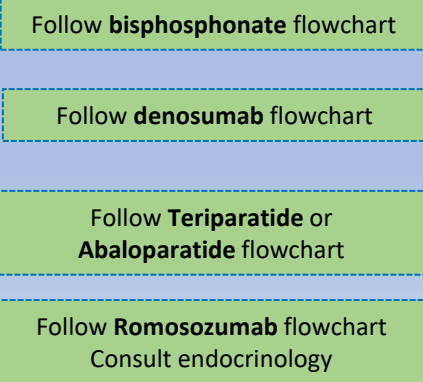 Follow bisphosphonate flowchart
Follow denosumab flowchart
Follow Teriparatide or
Abaloparatide flowchart
Follow Romosozumab flowchart
Consult endocrinology